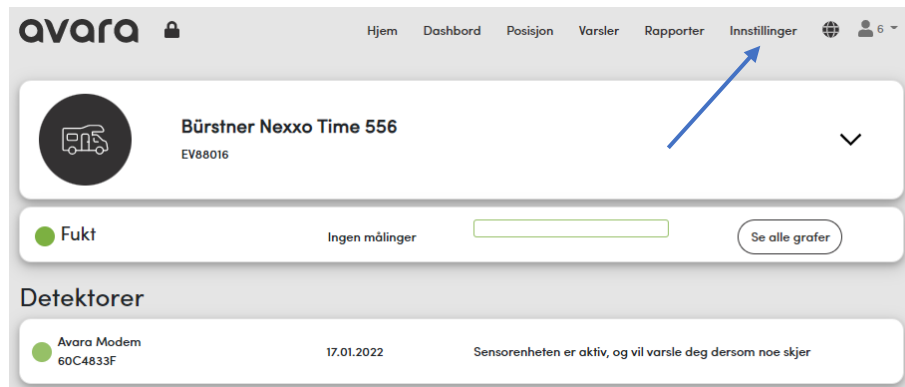 avara
Hjem Dashbord Posisjon Varsler Rapporter Innstillinger 6
Bürstner Nexxo Time 556
EV88016
Fukt Ingen målinger Se alle grafer
Detektorer
Avara Modem
60C4833F 17.01.2022 Sensorenheten er aktiv, og vil varsle deg dersom noe skjer